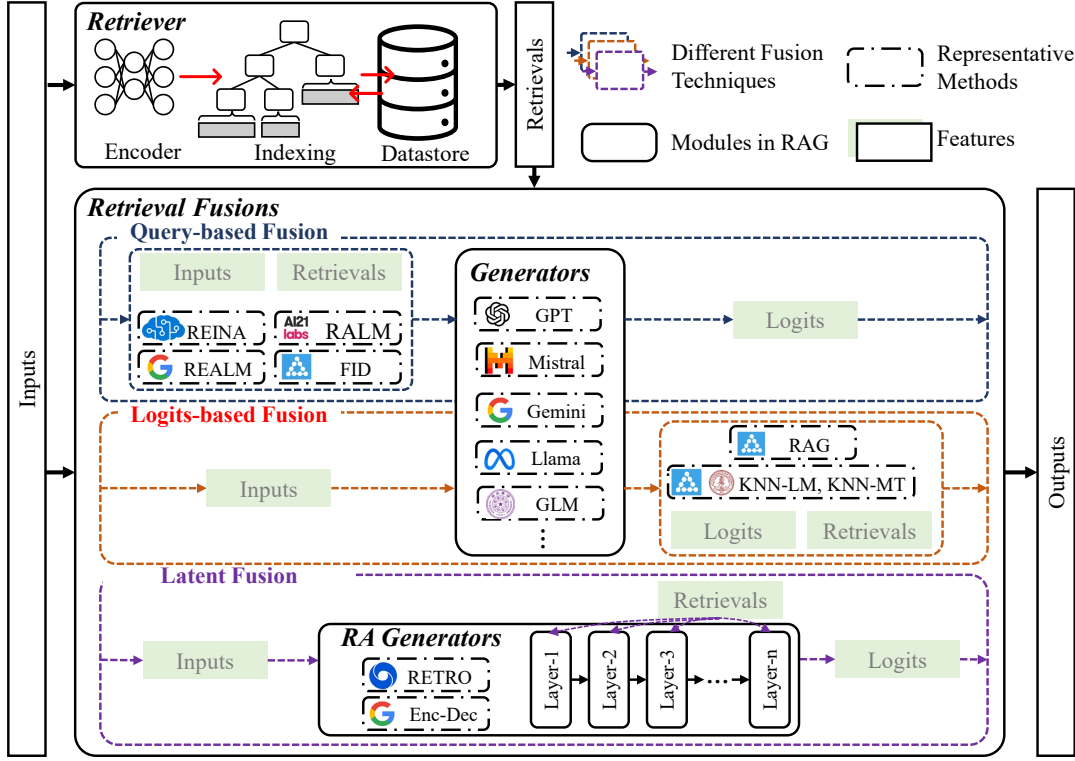 Retriever
Encoder
Indexing
Datastore
Retrievals
Different Fusion
Techniques
Representative
Methods
Modules in RAG
Features
Inputs
Retrieval Fusions
Query-based Fusion
Inputs
Retrievals
REINA
AI21
labs
RALM
REALM
FID
Generators
GPT
Mistral
Gemini
Llama
GLM
Logits
Logits-based Fusion
Inputs
RAG
KNN-LM, KNN-MT
Logits
Retrievals
Latent Fusion
Inputs
RA Generators
RETRO
Enc-Dec
Retrievals
Layer-1
Layer-2
Layer-3
Layer-n
Logits
Outputs